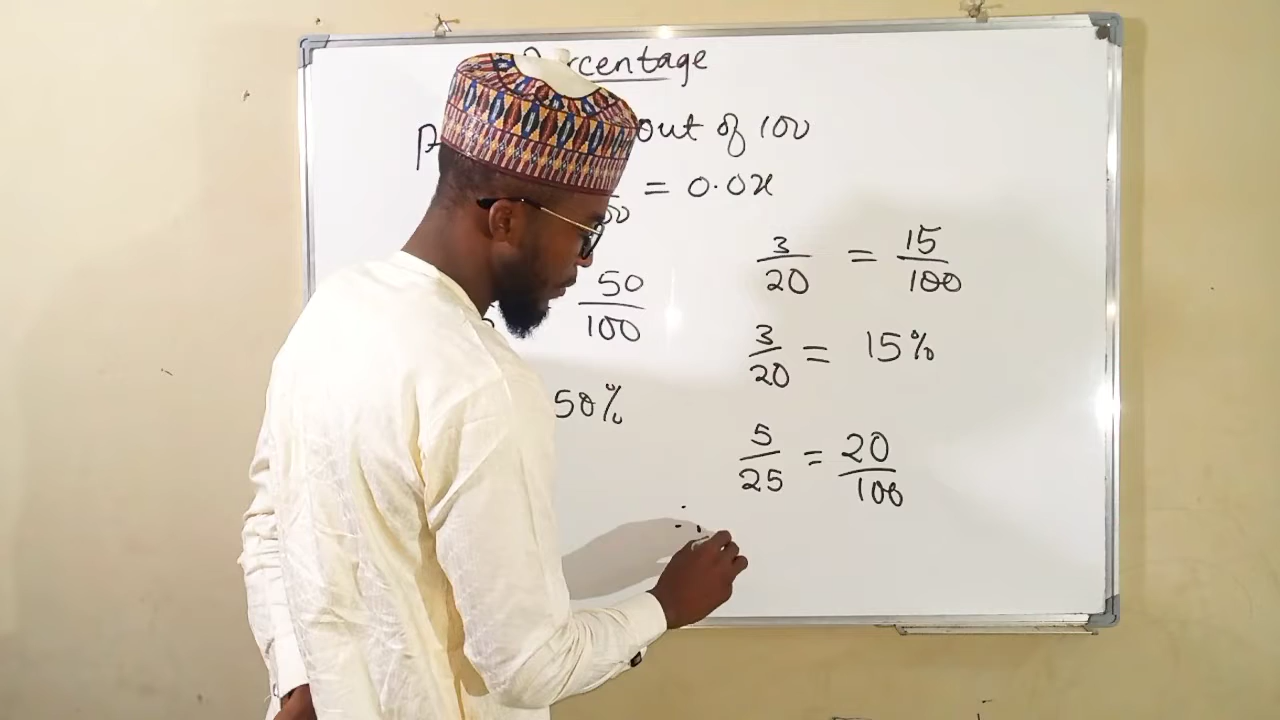 out of 100
= 0.0x
50
100
50%
3/20 = 15/100
3/20 = 15%
5/25 = 20/100
∴